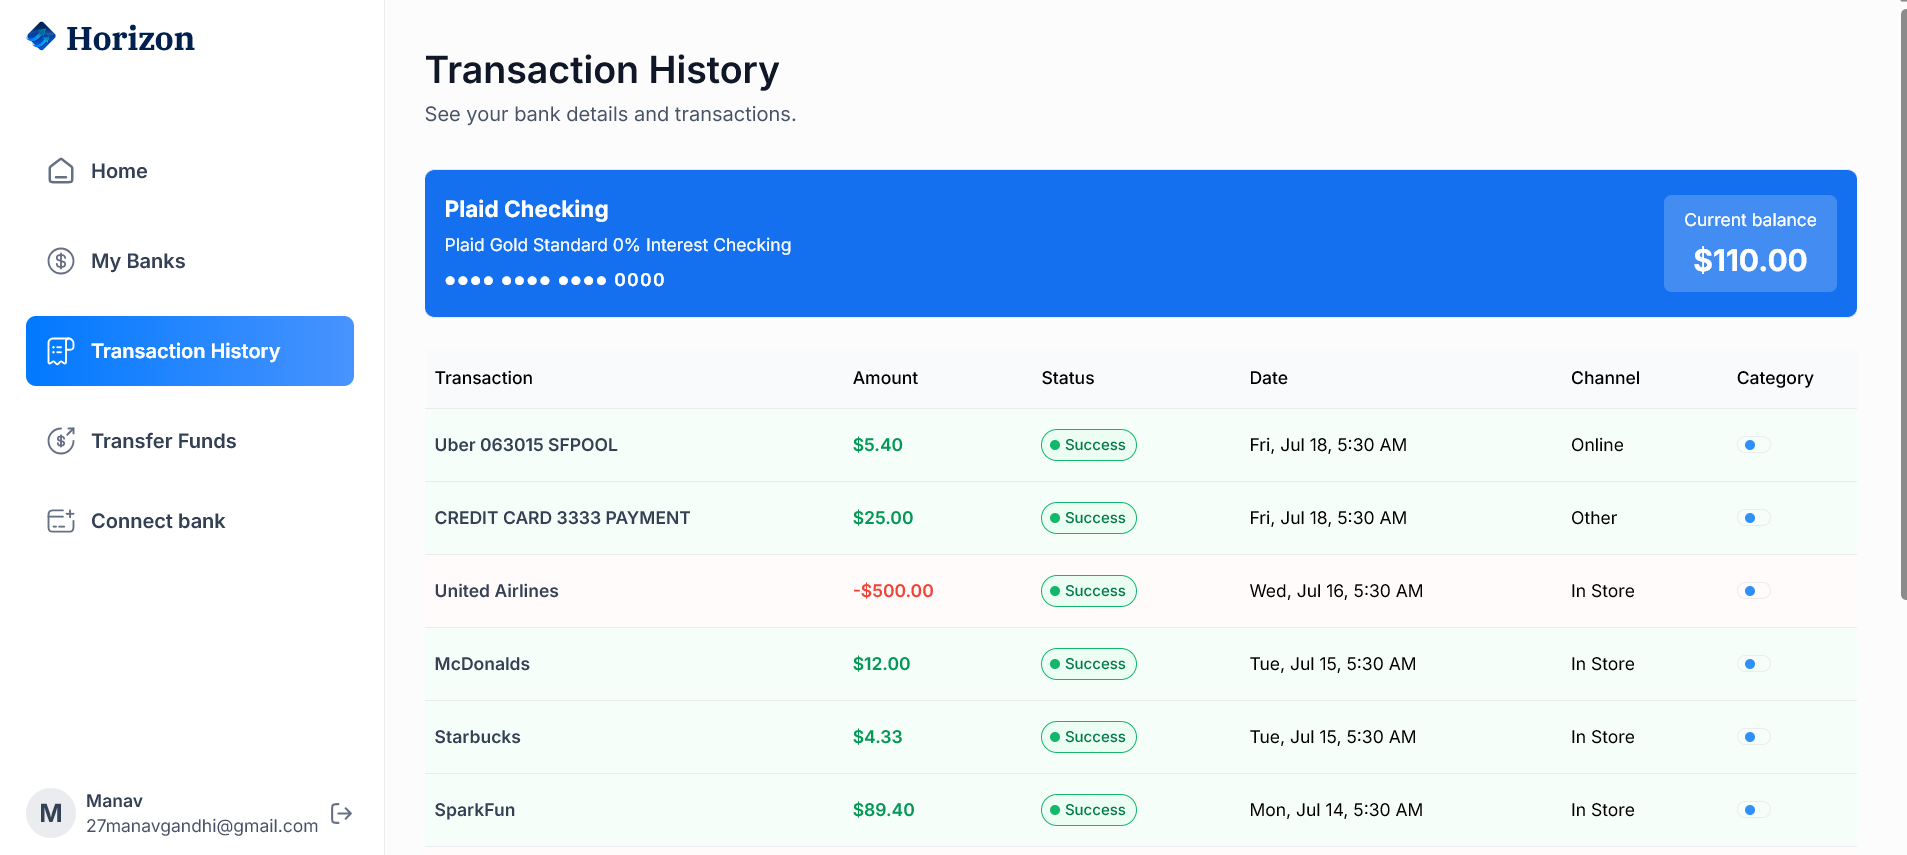 Horizon
Home
My Banks
Transaction History
Transfer Funds
Connect bank
M
Manav
27manavgandhi@gmail.com
Transaction History
See your bank details and transactions.
Plaid Checking
Plaid Gold Standard 0% Interest Checking
●●●● ●●●● ●●●● 0000
Current balance
$110.00
Transaction Amount Status Date Channel Category
Uber 063015 SFPOOL $5.40 Success Fri, Jul 18, 5:30 AM Online
CREDIT CARD 3333 PAYMENT $25.00 Success Fri, Jul 18, 5:30 AM Other
United Airlines -$500.00 Success Wed, Jul 16, 5:30 AM In Store
McDonalds $12.00 Success Tue, Jul 15, 5:30 AM In Store
Starbucks $4.33 Success Tue, Jul 15, 5:30 AM In Store
SparkFun $89.40 Success Mon, Jul 14, 5:30 AM In Store